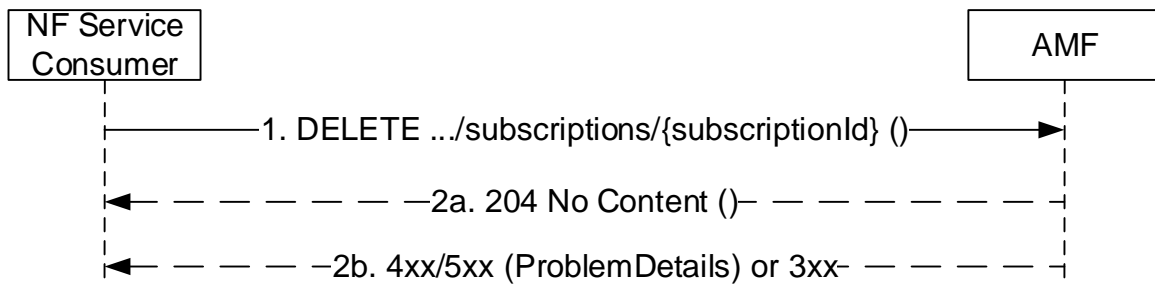 NF Service
Consumer
AMF
1. DELETE .../subscriptions/{subscriptionId} ()
2a. 204 No Content ()
2b. 4xx/5xx (ProblemDetails) or 3xx